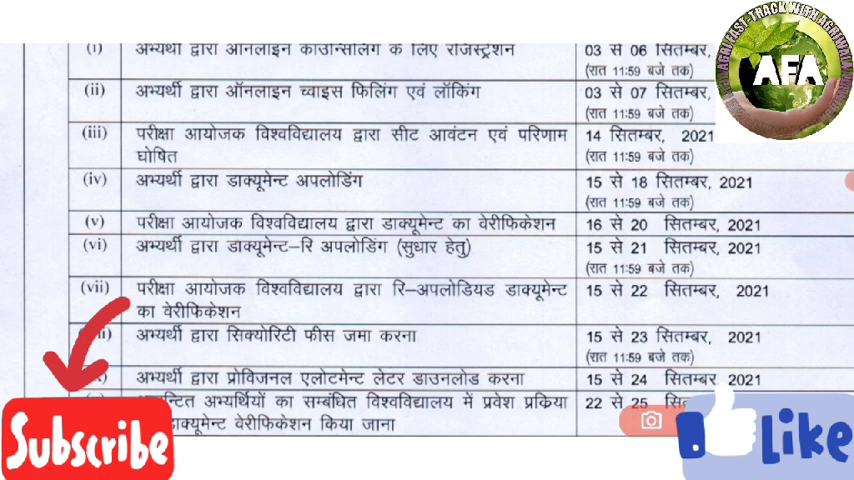 (i) अभ्यर्थी द्वारा ऑनलाइन काउन्सिलिंग के लिए रजिस्ट्रेशन 03 से 06 सितम्बर,
(रात 11:59 बजे तक)
(ii) अभ्यर्थी द्वारा ऑनलाइन च्वाइस फिलिंग एवं लॉकिंग 03 से 07 सितम्बर,
(रात 11:59 बजे तक)
(iii) परीक्षा आयोजक विश्वविद्यालय द्वारा सीट आवंटन एवं परिणाम 14 सितम्बर, 2021
घोषित (रात 11:59 बजे तक)
(iv) अभ्यर्थी द्वारा डाक्यूमेन्ट अपलोडिंग 15 से 18 सितम्बर, 2021
(रात 11:59 बजे तक)
(v) परीक्षा आयोजक विश्वविद्यालय द्वारा डाक्यूमेन्ट का वेरीफिकेशन 16 से 20 सितम्बर, 2021
(vi) अभ्यर्थी द्वारा डाक्यूमेन्ट–रि अपलोडिंग (सुधार हेतु) 15 से 21 सितम्बर, 2021
(रात 11:59 बजे तक)
(vii) परीक्षा आयोजक विश्वविद्यालय द्वारा रि–अपलोडियड डाक्यूमेन्ट 15 से 22 सितम्बर, 2021
का वेरीफिकेशन
अभ्यर्थी द्वारा सिक्योरिटी फीस जमा करना 15 से 23 सितम्बर, 2021
(रात 11:59 बजे तक)
अभ्यर्थी द्वारा प्रोविजनल एलोटमेन्ट लेटर डाउनलोड करना 15 से 24 सितम्बर, 2021
अभ्यर्थियों का सम्बंधित विश्वविद्यालय में प्रवेश प्रकिया 22 से 25
डाक्यूमेन्ट वेरीफिकेशन किया जाना
AGRI FAST-TRACK WITH AGRIWALA
AFA
Subscribe
Like